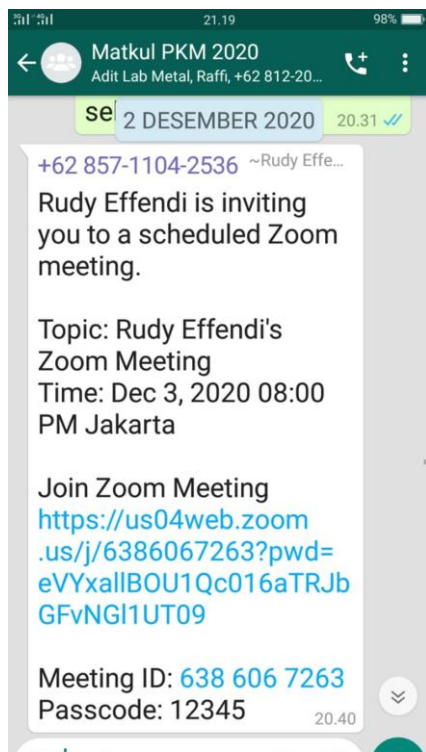 21.19 98%
Matkul PKM 2020
Adit Lab Metal, Raffi, +62 812-20...
2 DESEMBER 2020 20.31
+62 857-1104-2536 ~Rudy Effe...
Rudy Effendi is inviting
you to a scheduled Zoom
meeting.
Topic: Rudy Effendi's
Zoom Meeting
Time: Dec 3, 2020 08:00
PM Jakarta
Join Zoom Meeting
https://us04web.zoom
.us/j/6386067263?pwd=
eVYxallBOU1Qc016aTRJb
GFvNGl1UT09
Meeting ID: 638 606 7263
Passcode: 12345 20.40